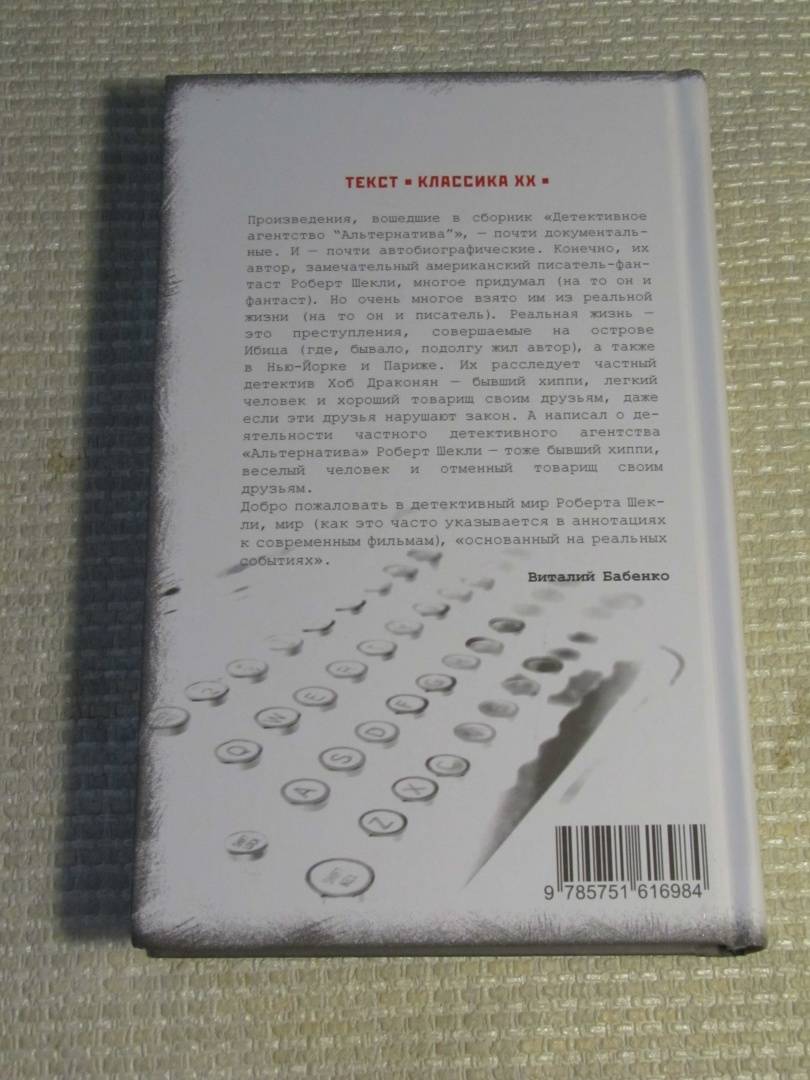 ТЕКСТ ▪ КЛАССИКА XX ▪
Произведения, вошедшие в сборник «Детективное
агентство “Альтернатива”», — почти документаль-
ные. И — почти автобиографические. Конечно, их
автор, замечательный американский писатель-фан-
таст Роберт Шекли, многое придумал (на то он и
фантаст). Но очень многое взято им из реальной
жизни (на то он и писатель). Реальная жизнь —
это преступления, совершаемые на острове
Ибица (где, бывало, подолгу жил автор), а также
в Нью-Йорке и Париже. Их расследует частный
детектив Хоб Драконян — бывший хиппи, легкий
человек и хороший товарищ своим друзьям, даже
если эти друзья нарушают закон. А написал о де-
ятельности частного детективного агентства
«Альтернатива» Роберт Шекли — тоже бывший хиппи,
веселый человек и отменный товарищ своим
друзьям.
Добро пожаловать в детективный мир Роберта Шек-
ли, мир (как это часто указывается в аннотациях
к современным фильмам), «основанный на реальных
событиях».
Виталий Бабенко
Q W E
A S D F G
Z X C
9 785751 616984